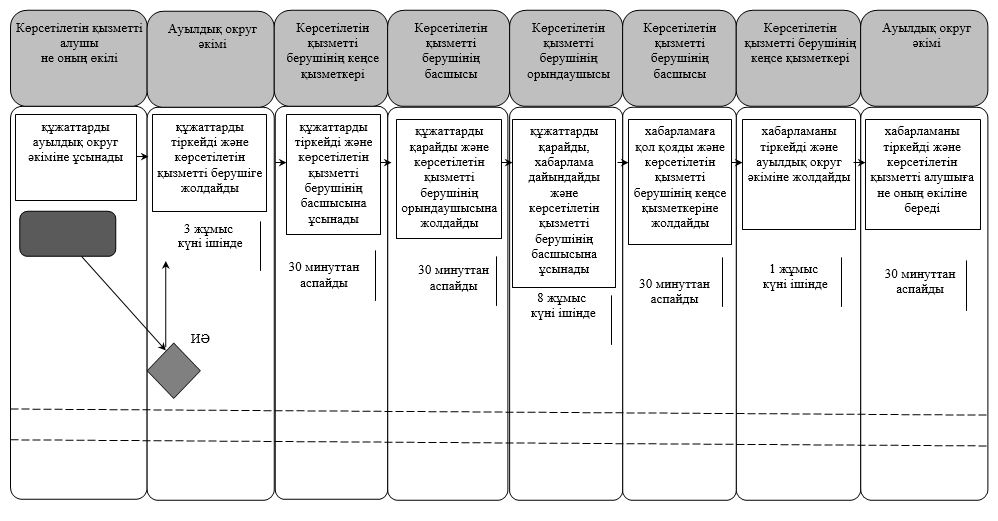 Көрсетілетін қызметті
алушы
не оның өкілі
Ауылдық округ
әкімі
Көрсетілетін
қызметті
берушінің кеңсе
қызметкері
Көрсетілетін
қызметті
берушінің
басшысы
Көрсетілетін
қызметті
берушінің
орындаушысы
Көрсетілетін
қызметті
берушінің
басшысы
Көрсетілетін
қызметті берушінің
кеңсе қызметкері
Ауылдық округ
әкімі
құжаттарды
ауылдық округ
әкіміне ұсынады
құжаттарды
тіркейді және
көрсетілетін
қызметті берушіге
жолдайды
3 жұмыс
күні ішінде
құжаттарды
тіркейді және
көрсетілетін
қызметті
берушінің
басшысына
ұсынады
30 минуттан
аспайды
құжаттарды
қарайды және
көрсетілетін
қызметті
берушінің
орындаушысына
жолдайды
30 минуттан
аспайды
құжаттарды
қарайды,
хабарлама
дайындайды
және
көрсетілетін
қызметті
берушінің
басшысына
ұсынады
8 жұмыс
күні ішінде
хабарламаға
қол қояды және
көрсетілетін
қызметті
берушінің кеңсе
қызметкеріне
жолдайды
30 минуттан
аспайды
хабарламаны
тіркейді және
ауылдық округ
әкіміне жолдайды
1 жұмыс
күні ішінде
хабарламаны
тіркейді және
көрсетілетін
қызметті алушыға
не оның өкіліне
береді
30 минуттан
аспайды
ИӘ